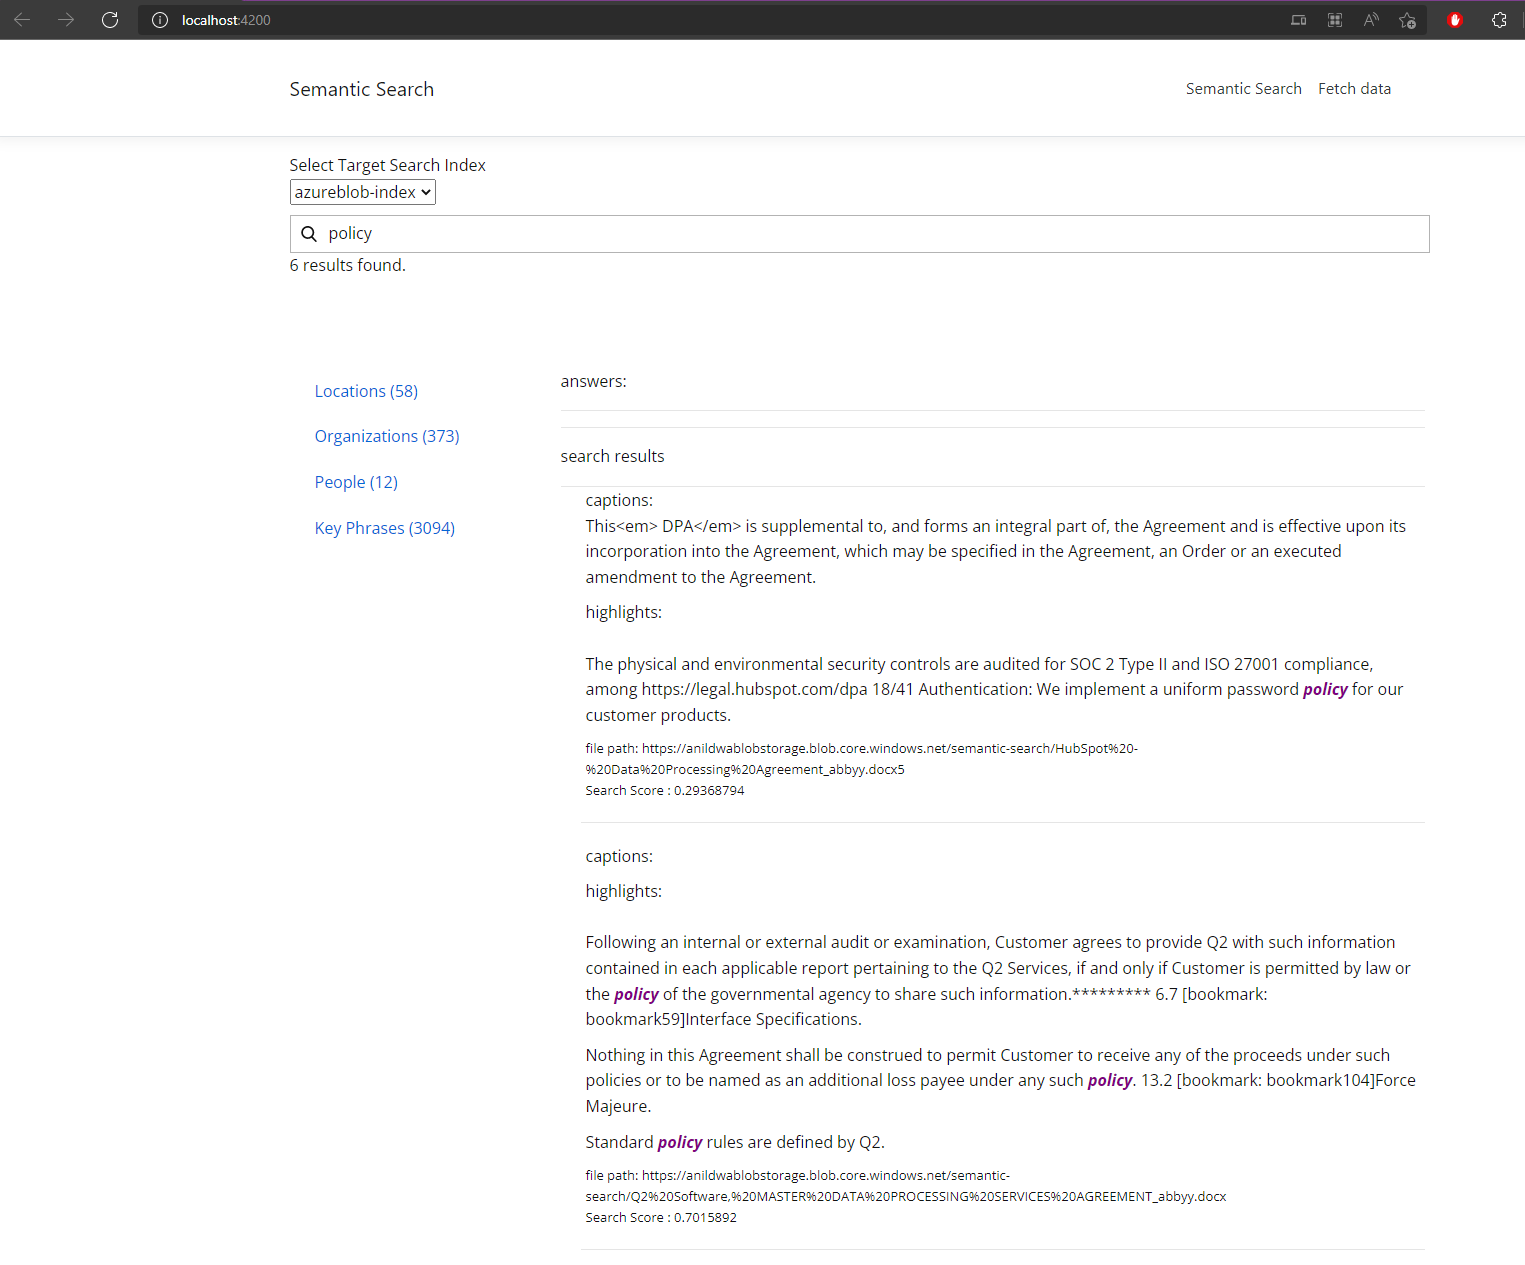 localhost:4200
Semantic Search
Semantic Search Fetch data
Select Target Search Index
azureblob-index
policy
6 results found.
Locations (58)
Organizations (373)
People (12)
Key Phrases (3094)
answers:
search results
captions:
This<em> DPA</em> is supplemental to, and forms an integral part of, the Agreement and is effective upon its
incorporation into the Agreement, which may be specified in the Agreement, an Order or an executed
amendment to the Agreement.
highlights:
The physical and environmental security controls are audited for SOC 2 Type II and ISO 27001 compliance,
among https://legal.hubspot.com/dpa 18/41 Authentication: We implement a uniform password policy for our
customer products.
file path: https://anildwablobstorage.blob.core.windows.net/semantic-search/HubSpot%20-
%20Data%20Processing%20Agreement_abbyy.docx5
Search Score : 0.29368794
captions:
highlights:
Following an internal or external audit or examination, Customer agrees to provide Q2 with such information
contained in each applicable report pertaining to the Q2 Services, if and only if Customer is permitted by law or
the policy of the governmental agency to share such information.********* 6.7 [bookmark:
bookmark59]Interface Specifications.
Nothing in this Agreement shall be construed to permit Customer to receive any of the proceeds under such
policies or to be named as an additional loss payee under any such policy. 13.2 [bookmark: bookmark104]Force
Majeure.
Standard policy rules are defined by Q2.
file path: https://anildwablobstorage.blob.core.windows.net/semantic-
search/Q2%20Software,%20MASTER%20DATA%20PROCESSING%20SERVICES%20AGREEMENT_abbyy.docx
Search Score : 0.7015892